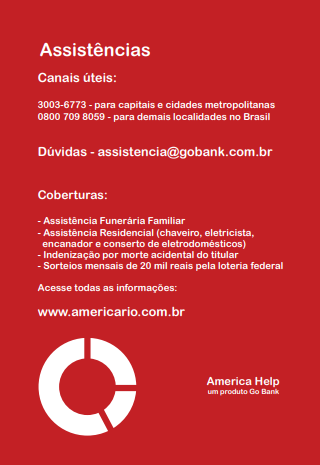 Assistências
Canais úteis:
3003-6773 - para capitais e cidades metropolitanas
0800 709 8059 - para demais localidades no Brasil
Dúvidas - assistencia@gobank.com.br
Coberturas:
- Assistência Funerária Familiar
- Assistência Residencial (chaveiro, eletricista,
encanador e conserto de eletrodomésticos)
- Indenização por morte acidental do titular
- Sorteios mensais de 20 mil reais pela loteria federal
Acesse todas as informações:
www.americario.com.br
America Help
um produto Go Bank